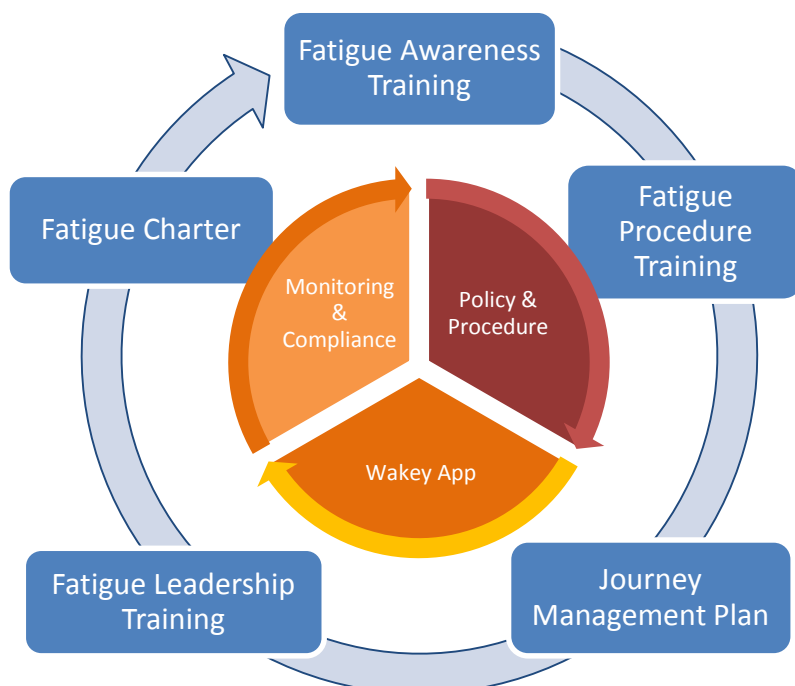 Fatigue Awareness
Training
Fatigue
Procedure
Training
Journey
Management Plan
Fatigue Leadership
Training
Fatigue Charter
Monitoring
&
Compliance
Policy &
Procedure
Wakey App